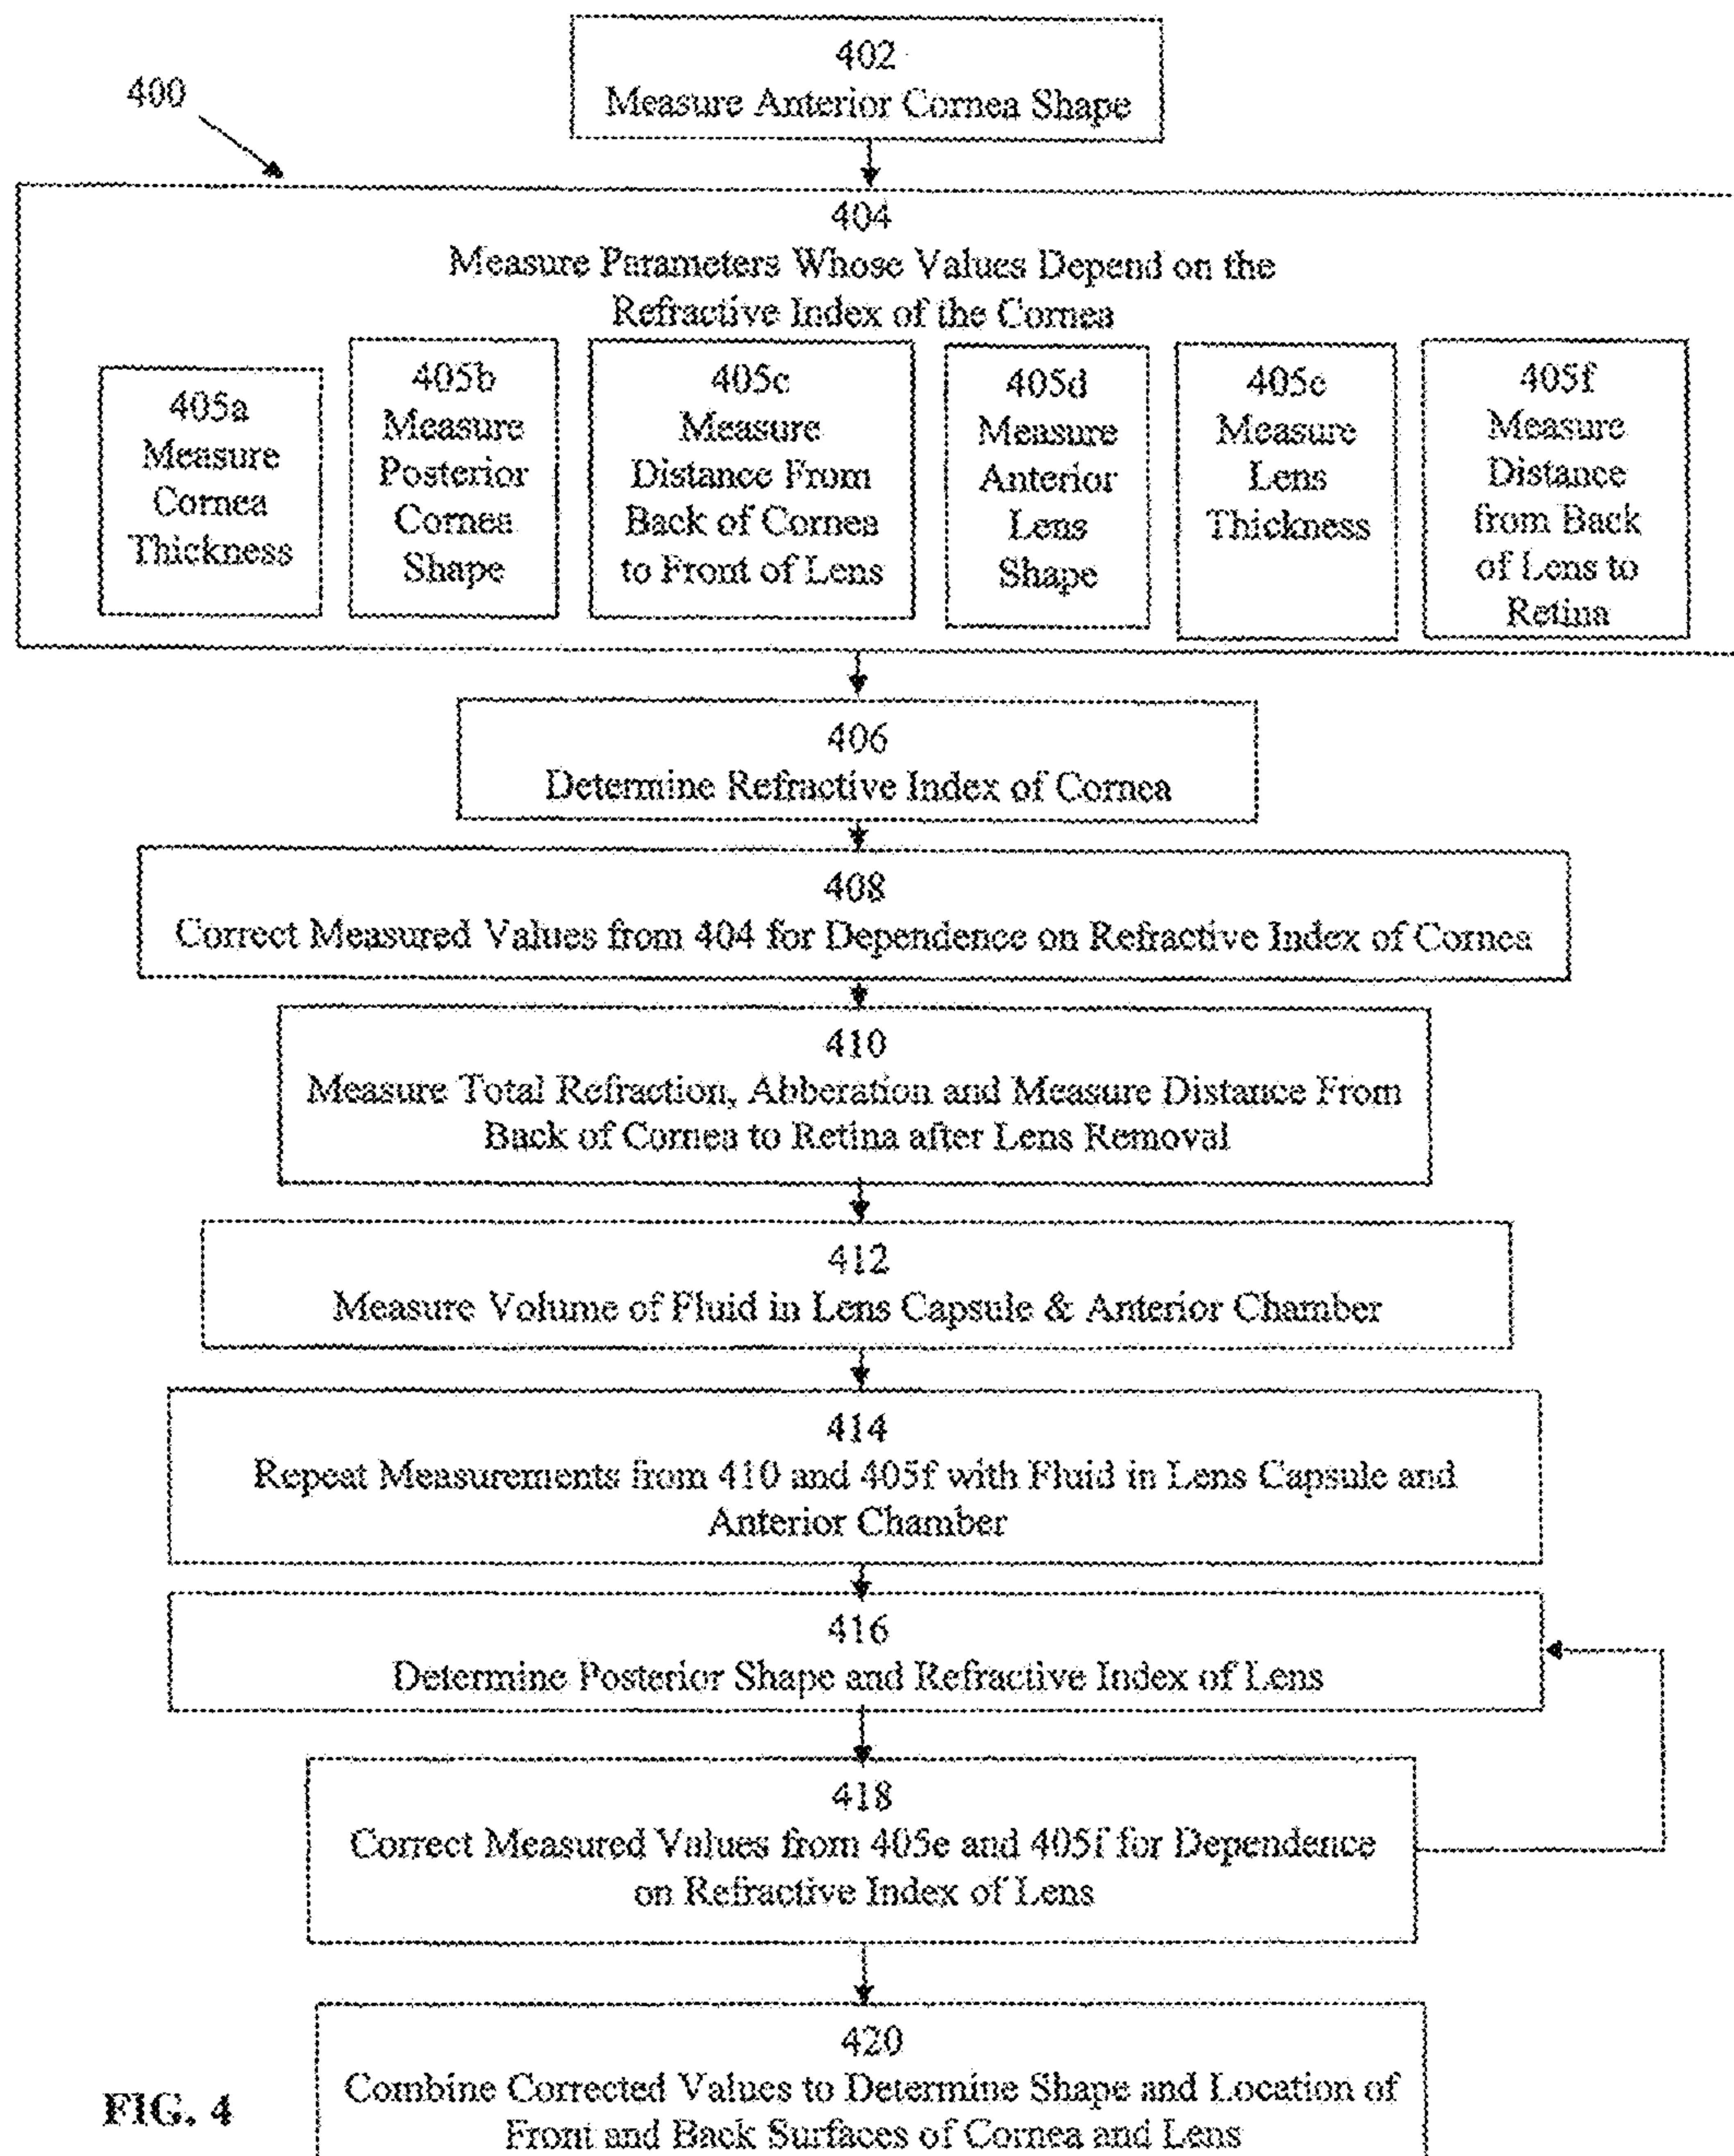 402
Measure Anterior Cornea Shape
400
404
Measure Parameters Whose Values Depend on the
Refractive Index of the Cornea
405a
Measure
Cornea
Thickness
405b
Measure
Posterior
Cornea
Shape
405c
Measure
Distance From
Back of Cornea
to Front of Lens
405d
Measure
Anterior
Lens
Shape
405e
Measure
Lens
Thickness
405f
Measure
Distance
from Back
of Lens to
Retina
406
Determine Refractive Index of Cornea
408
Correct Measured Values from 404 for Dependence on Refractive Index of Cornea
410
Measure Total Refraction, Abberation and Measure Distance From
Back of Cornea to Retina after Lens Removal
412
Measure Volume of Fluid in Lens Capsule & Anterior Chamber
414
Repeat Measurements from 410 and 405f with Fluid in Lens Capsule and
Anterior Chamber
416
Determine Posterior Shape and Refractive Index of Lens
418
Correct Measured Values from 405e and 405f for Dependence
on Refractive Index of Lens
420
Combine Corrected Values to Determine Shape and Location of
Front and Back Surfaces of Cornea and Lens
FIG. 4